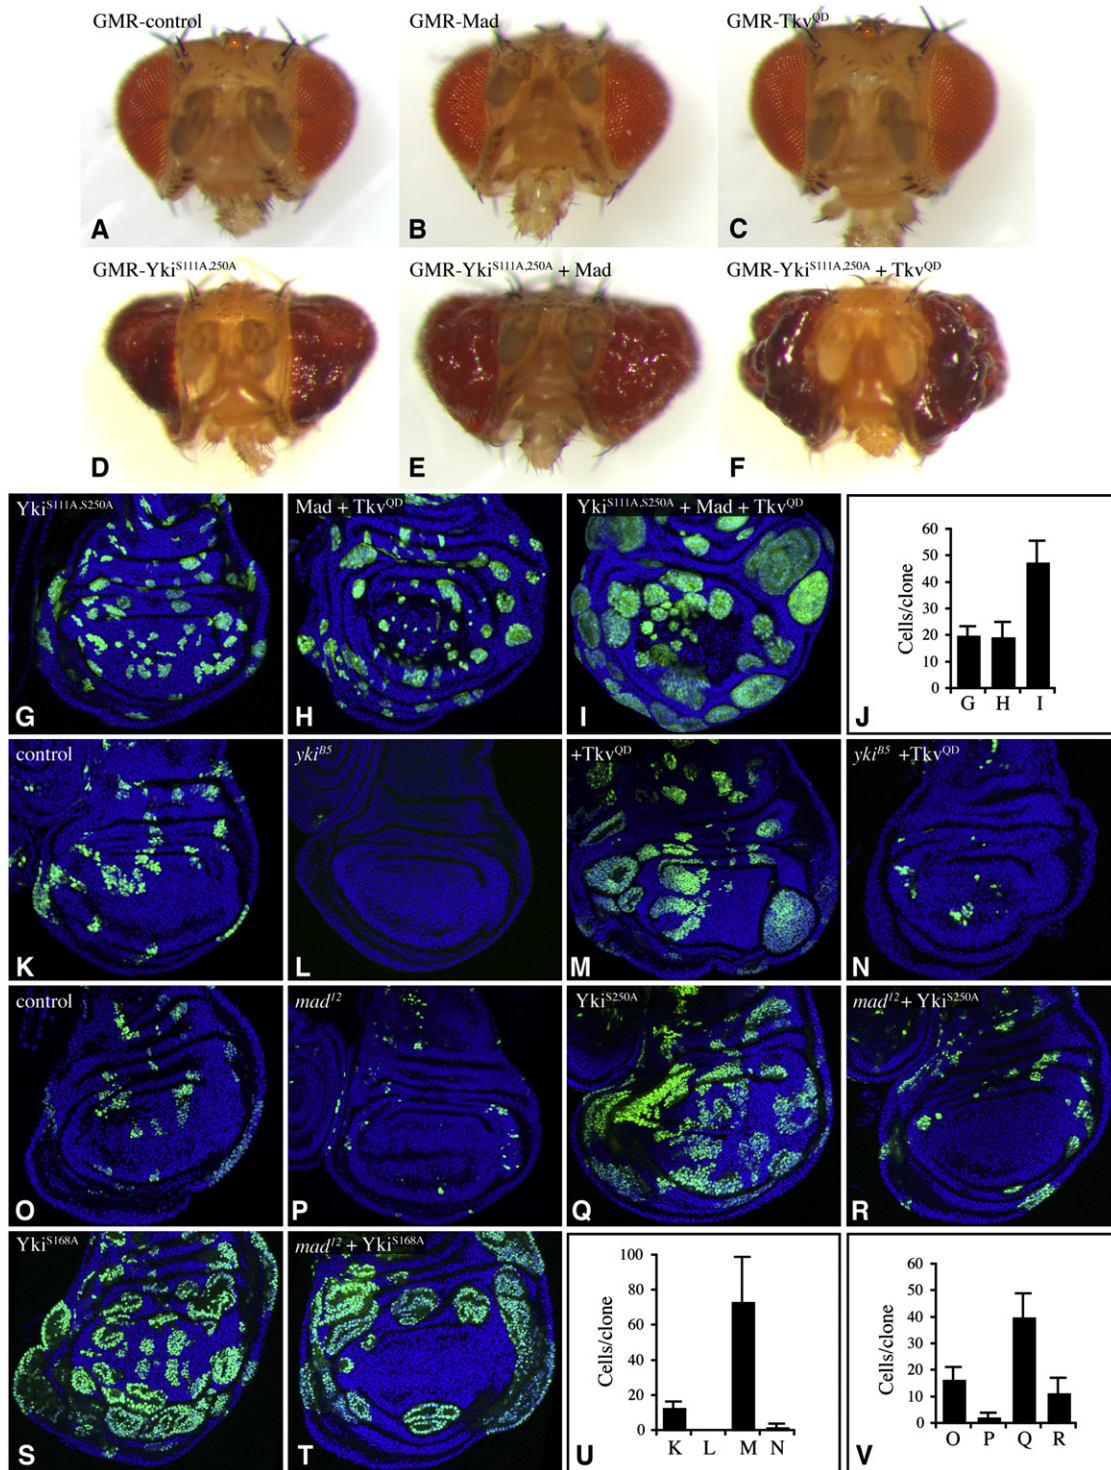 GMR-control
GMR-Mad
GMR-Tkv^QD
A
B
C
GMR-Yki^S111A,250A
GMR-Yki^S111A,250A + Mad
GMR-Yki^S111A,250A + Tkv^QD
D
E
F
Yki^S111A,S250A
Mad + Tkv^QD
Yki^S111A,S250A + Mad + Tkv^QD
G
H
I
Cells/clone
60
50
40
30
20
10
0
G H I
J
control
yki^B5
+Tkv^QD
yki^B5 +Tkv^QD
K
L
M
N
control
mad^12
Yki^S250A
mad^12 + Yki^S250A
O
P
Q
R
Yki^S168A
mad^12 + Yki^S168A
S
T
Cells/clone
100
80
60
40
20
0
K L M N
U
Cells/clone
60
50
40
30
20
10
0
O P Q R
V